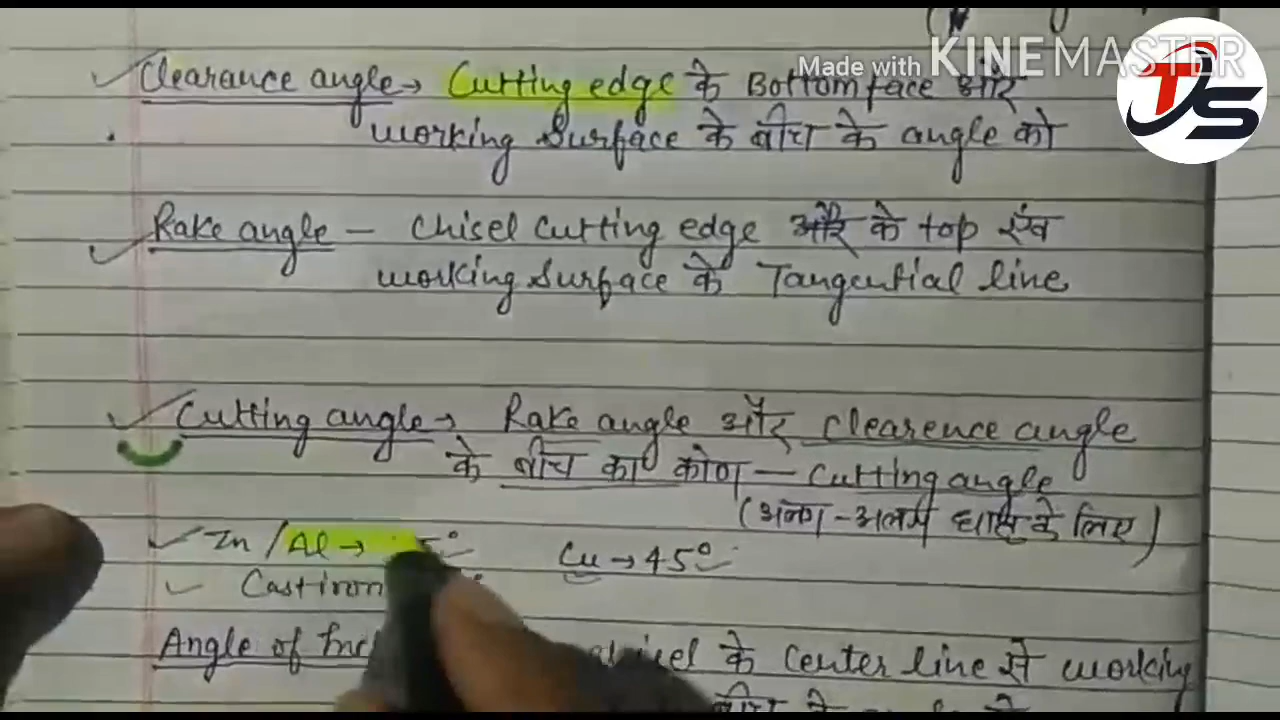 Made with KINEMASTER
TJS
Clearance angle → Cutting edge के Bottom face और
working Surface के बीच के angle को
Rake angle – Chisel Cutting edge और के top एंव
working Surface के Tangential line
Cutting angle → Rake angle और Clearence angle
के बीच का कोण – Cutting angle
(अलग-अलग धातु के लिए)
Zn / Al → 5° Cu → 45°
Cast iron
Angle of के Center line से working